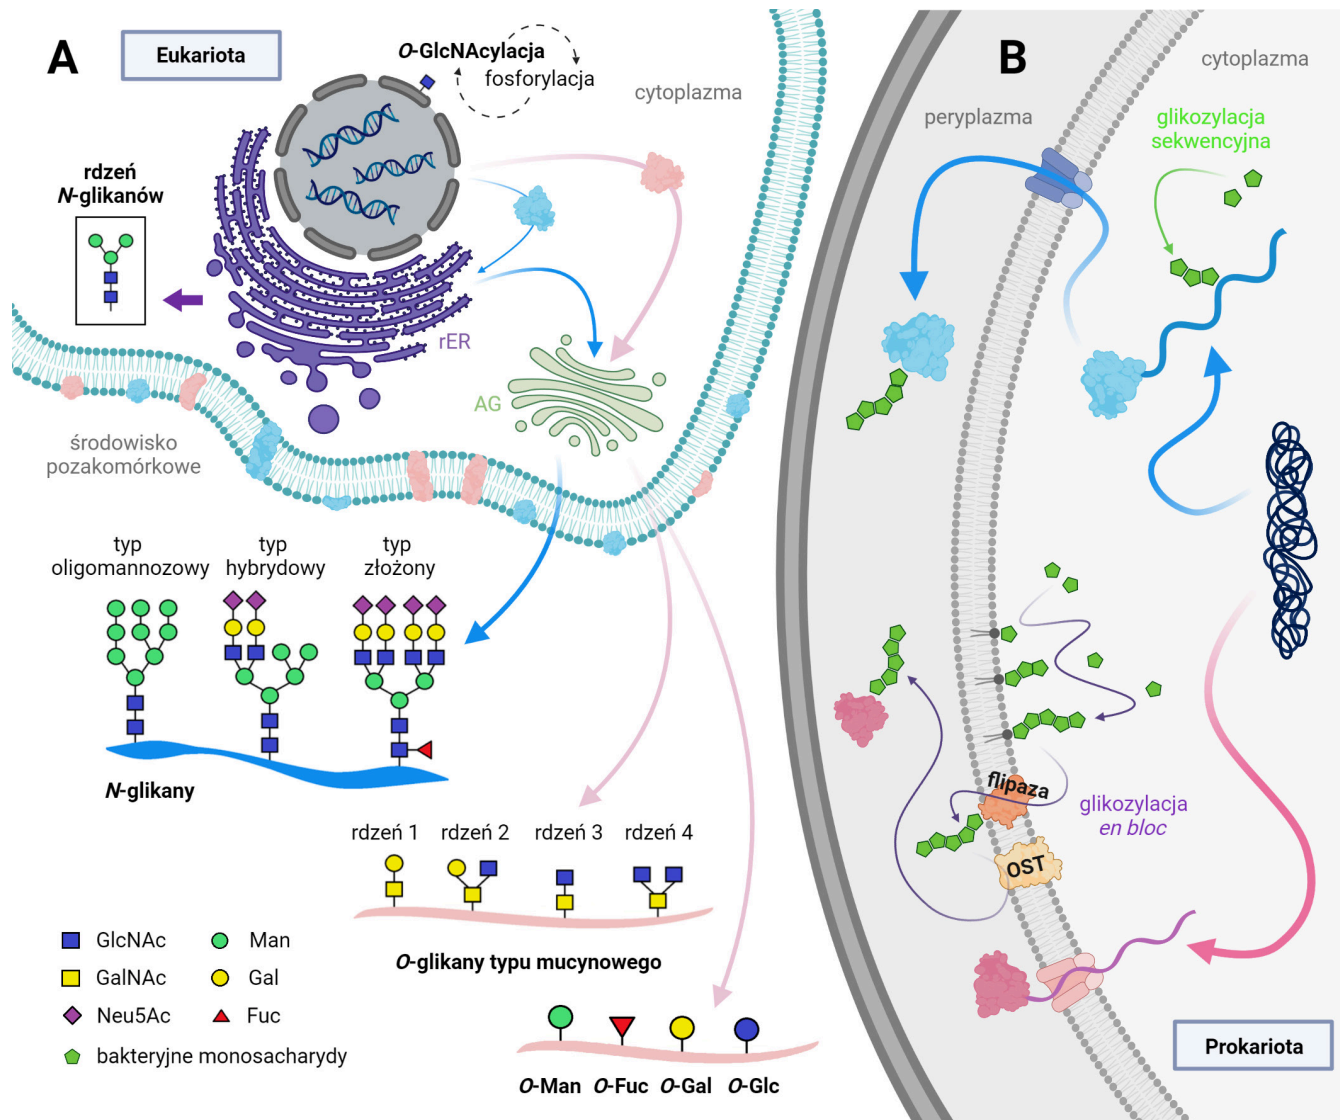 A
Eukariota
O-GlcNAcylacja
fosforylacja
cytoplazma
rdzeń
N-glikanów
rER
AG
środowisko
pozakomórkowe
typ
oligomannozowy
typ
hybrydowy
typ
złożony
N-glikany
rdzeń 1
rdzeń 2
rdzeń 3
rdzeń 4
O-glikany typu mucynowego
GlcNAc
Man
GalNAc
Gal
Neu5Ac
Fuc
bakteryjne monosacharydy
O-Man
O-Fuc
O-Gal
O-Glc
B
cytoplazma
peryplazma
glikozylacja
sekwencyjna
flipaza
glikozylacja
en bloc
OST
Prokariota